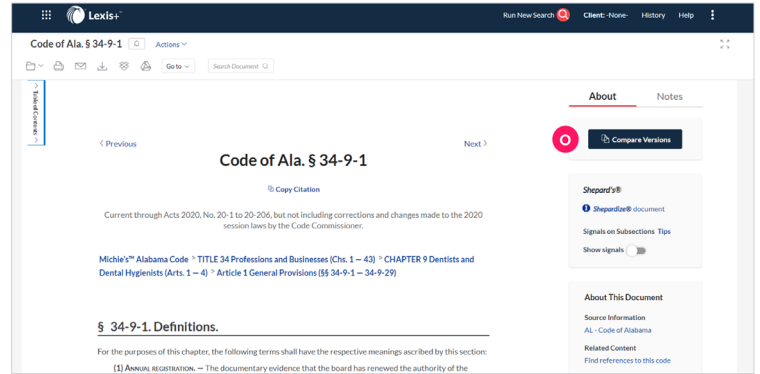 Lexis+®
Run New Search
Client: -None-
History
Help
Code of Ala. § 34-9-1
Actions
Go to
Search Document
Table of Contents
About
Notes
Previous
Next
O
Compare Versions
Code of Ala. § 34-9-1
Copy Citation
Current through Acts 2020, No. 20-1 to 20-206, but not including corrections and changes made to the 2020
session laws by the Code Commissioner.
Michie's™ Alabama Code > TITLE 34 Professions and Businesses (Chs. 1 — 43) > CHAPTER 9 Dentists and
Dental Hygienists (Arts. 1 — 4) > Article 1 General Provisions (§§ 34-9-1 — 34-9-29)
§ 34-9-1. Definitions.
For the purposes of this chapter, the following terms shall have the respective meanings ascribed by this section:
(1) ANNUAL REGISTRATION. — The documentary evidence that the board has renewed the authority of the
Shepard's®
Shepardize® document
Signals on Subsections Tips
Show signals
About This Document
Source Information
AL - Code of Alabama
Related Content
Find references to this code